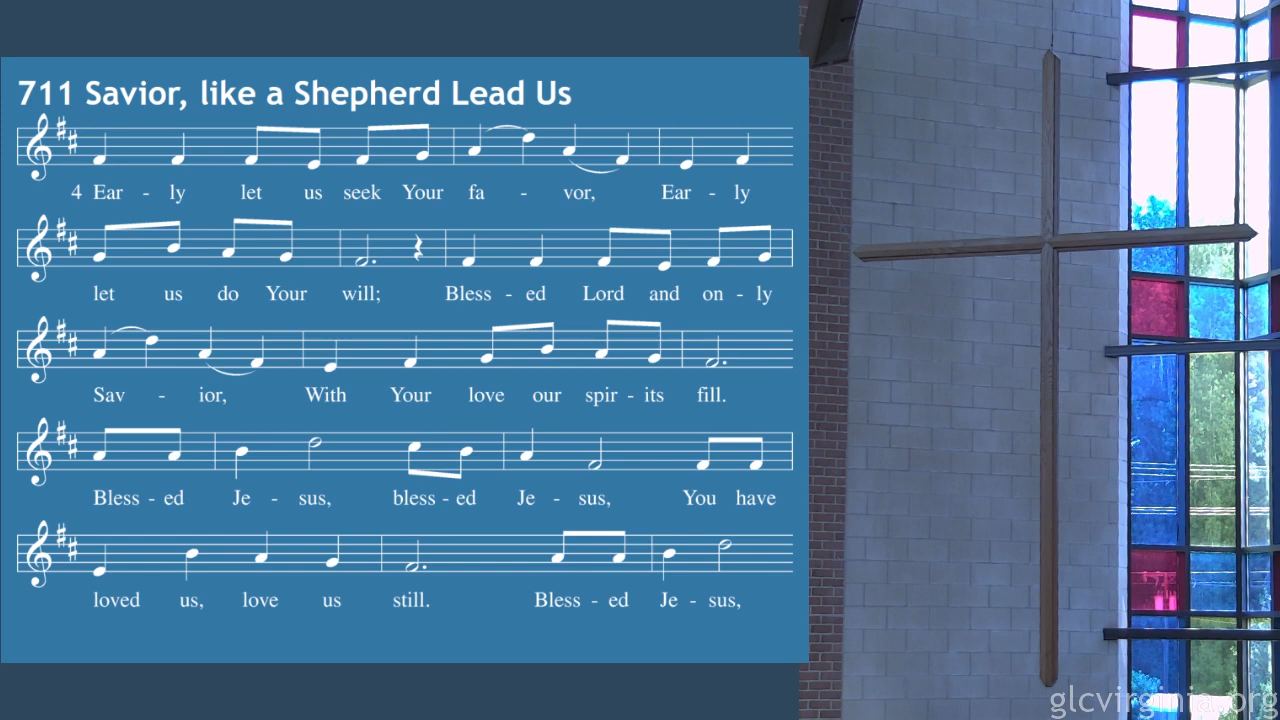 711 Savior, like a Shepherd Lead Us
4 Ear - ly let us seek Your fa - vor, Ear - ly
let us do Your will; Bless - ed Lord and on - ly
Sav - ior, With Your love our spir - its fill.
Bless - ed Je - sus, bless - ed Je - sus, You have
loved us, love us still. Bless - ed Je - sus,
glcvirginia.org